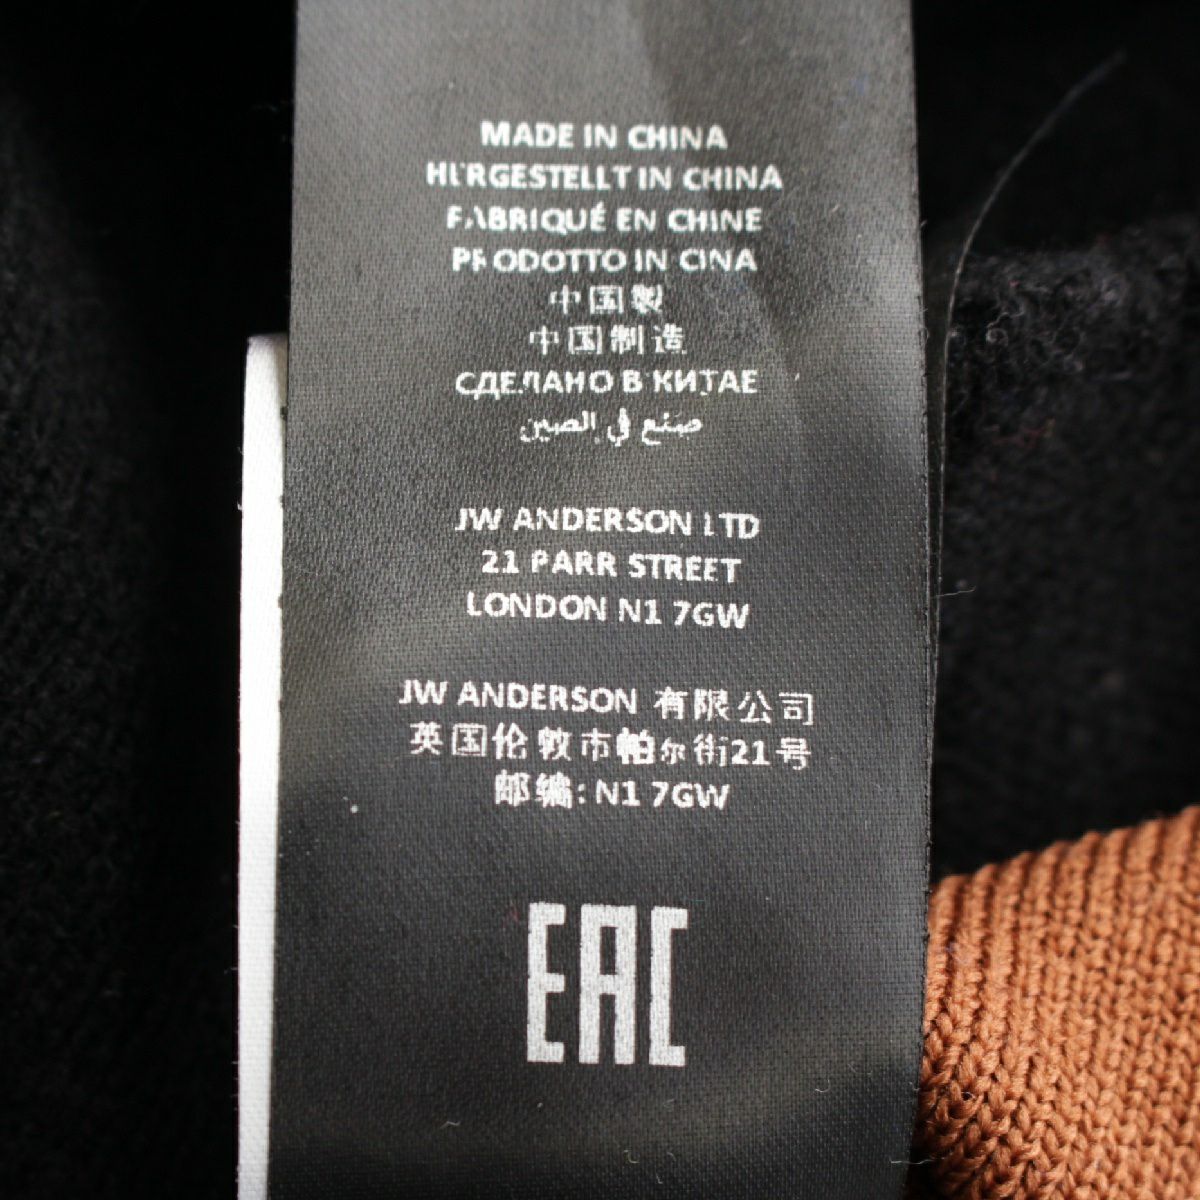 MADE IN CHINA
HERGESTELLT IN CHINA
FABRIQUÉ EN CHINE
PRODOTTO IN CINA
中国製
中国制造
СДЕЛАНО В КИТАЕ
صنع في الصين
JW ANDERSON LTD
21 PARR STREET
LONDON N1 7GW
JW ANDERSON 有限公司
英国伦敦市帕尔街21号
邮编: N1 7GW
EAC